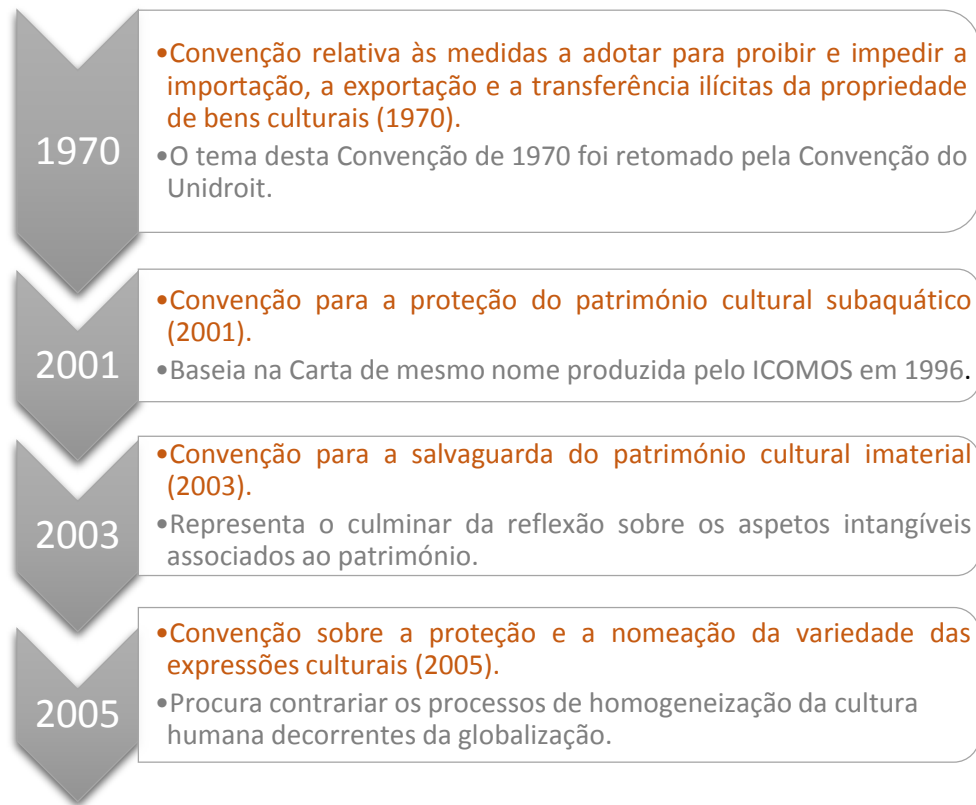 1970
•Convenção relativa às medidas a adotar para proibir e impedir a
importação, a exportação e a transferência ilícitas da propriedade
de bens culturais (1970).
•O tema desta Convenção de 1970 foi retomado pela Convenção do
Unidroit.
2001
•Convenção para a proteção do património cultural subaquático
(2001).
•Baseia na Carta de mesmo nome produzida pelo ICOMOS em 1996.
2003
•Convenção para a salvaguarda do património cultural imaterial
(2003).
•Representa o culminar da reflexão sobre os aspetos intangíveis
associados ao património.
2005
•Convenção sobre a proteção e a nomeação da variedade das
expressões culturais (2005).
•Procura contrariar os processos de homogeneização da cultura
humana decorrentes da globalização.